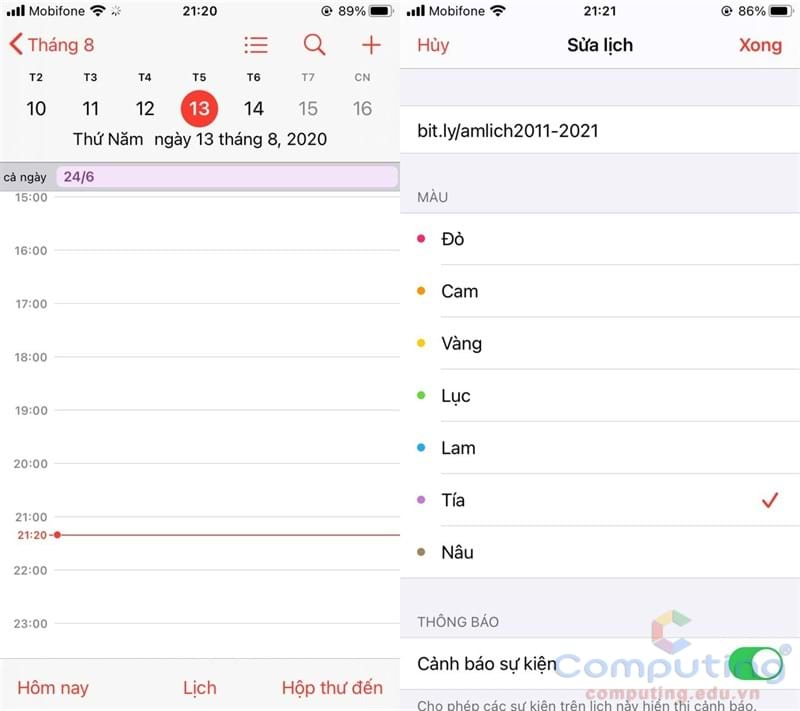 Mobifone 21:20 89%
Tháng 8
T2 T3 T4 T5 T6 T7 CN
10 11 12 13 14 15 16
Thứ Năm ngày 13 tháng 8, 2020
cả ngày 24/6
15:00
16:00
17:00
18:00
19:00
20:00
21:00
21:20
22:00
23:00
Hôm nay Lịch Hộp thư đến
Mobifone 21:21 86%
Hủy Sửa lịch Xong
bit.ly/amlich2011-2021
MÀU
Đỏ
Cam
Vàng
Lục
Lam
Tía
Nâu
THÔNG BÁO
Cảnh báo sự kiện
Computing®
computing.edu.vn
Cho phép các sự kiện trên lịch này hiển thị cảnh báo.